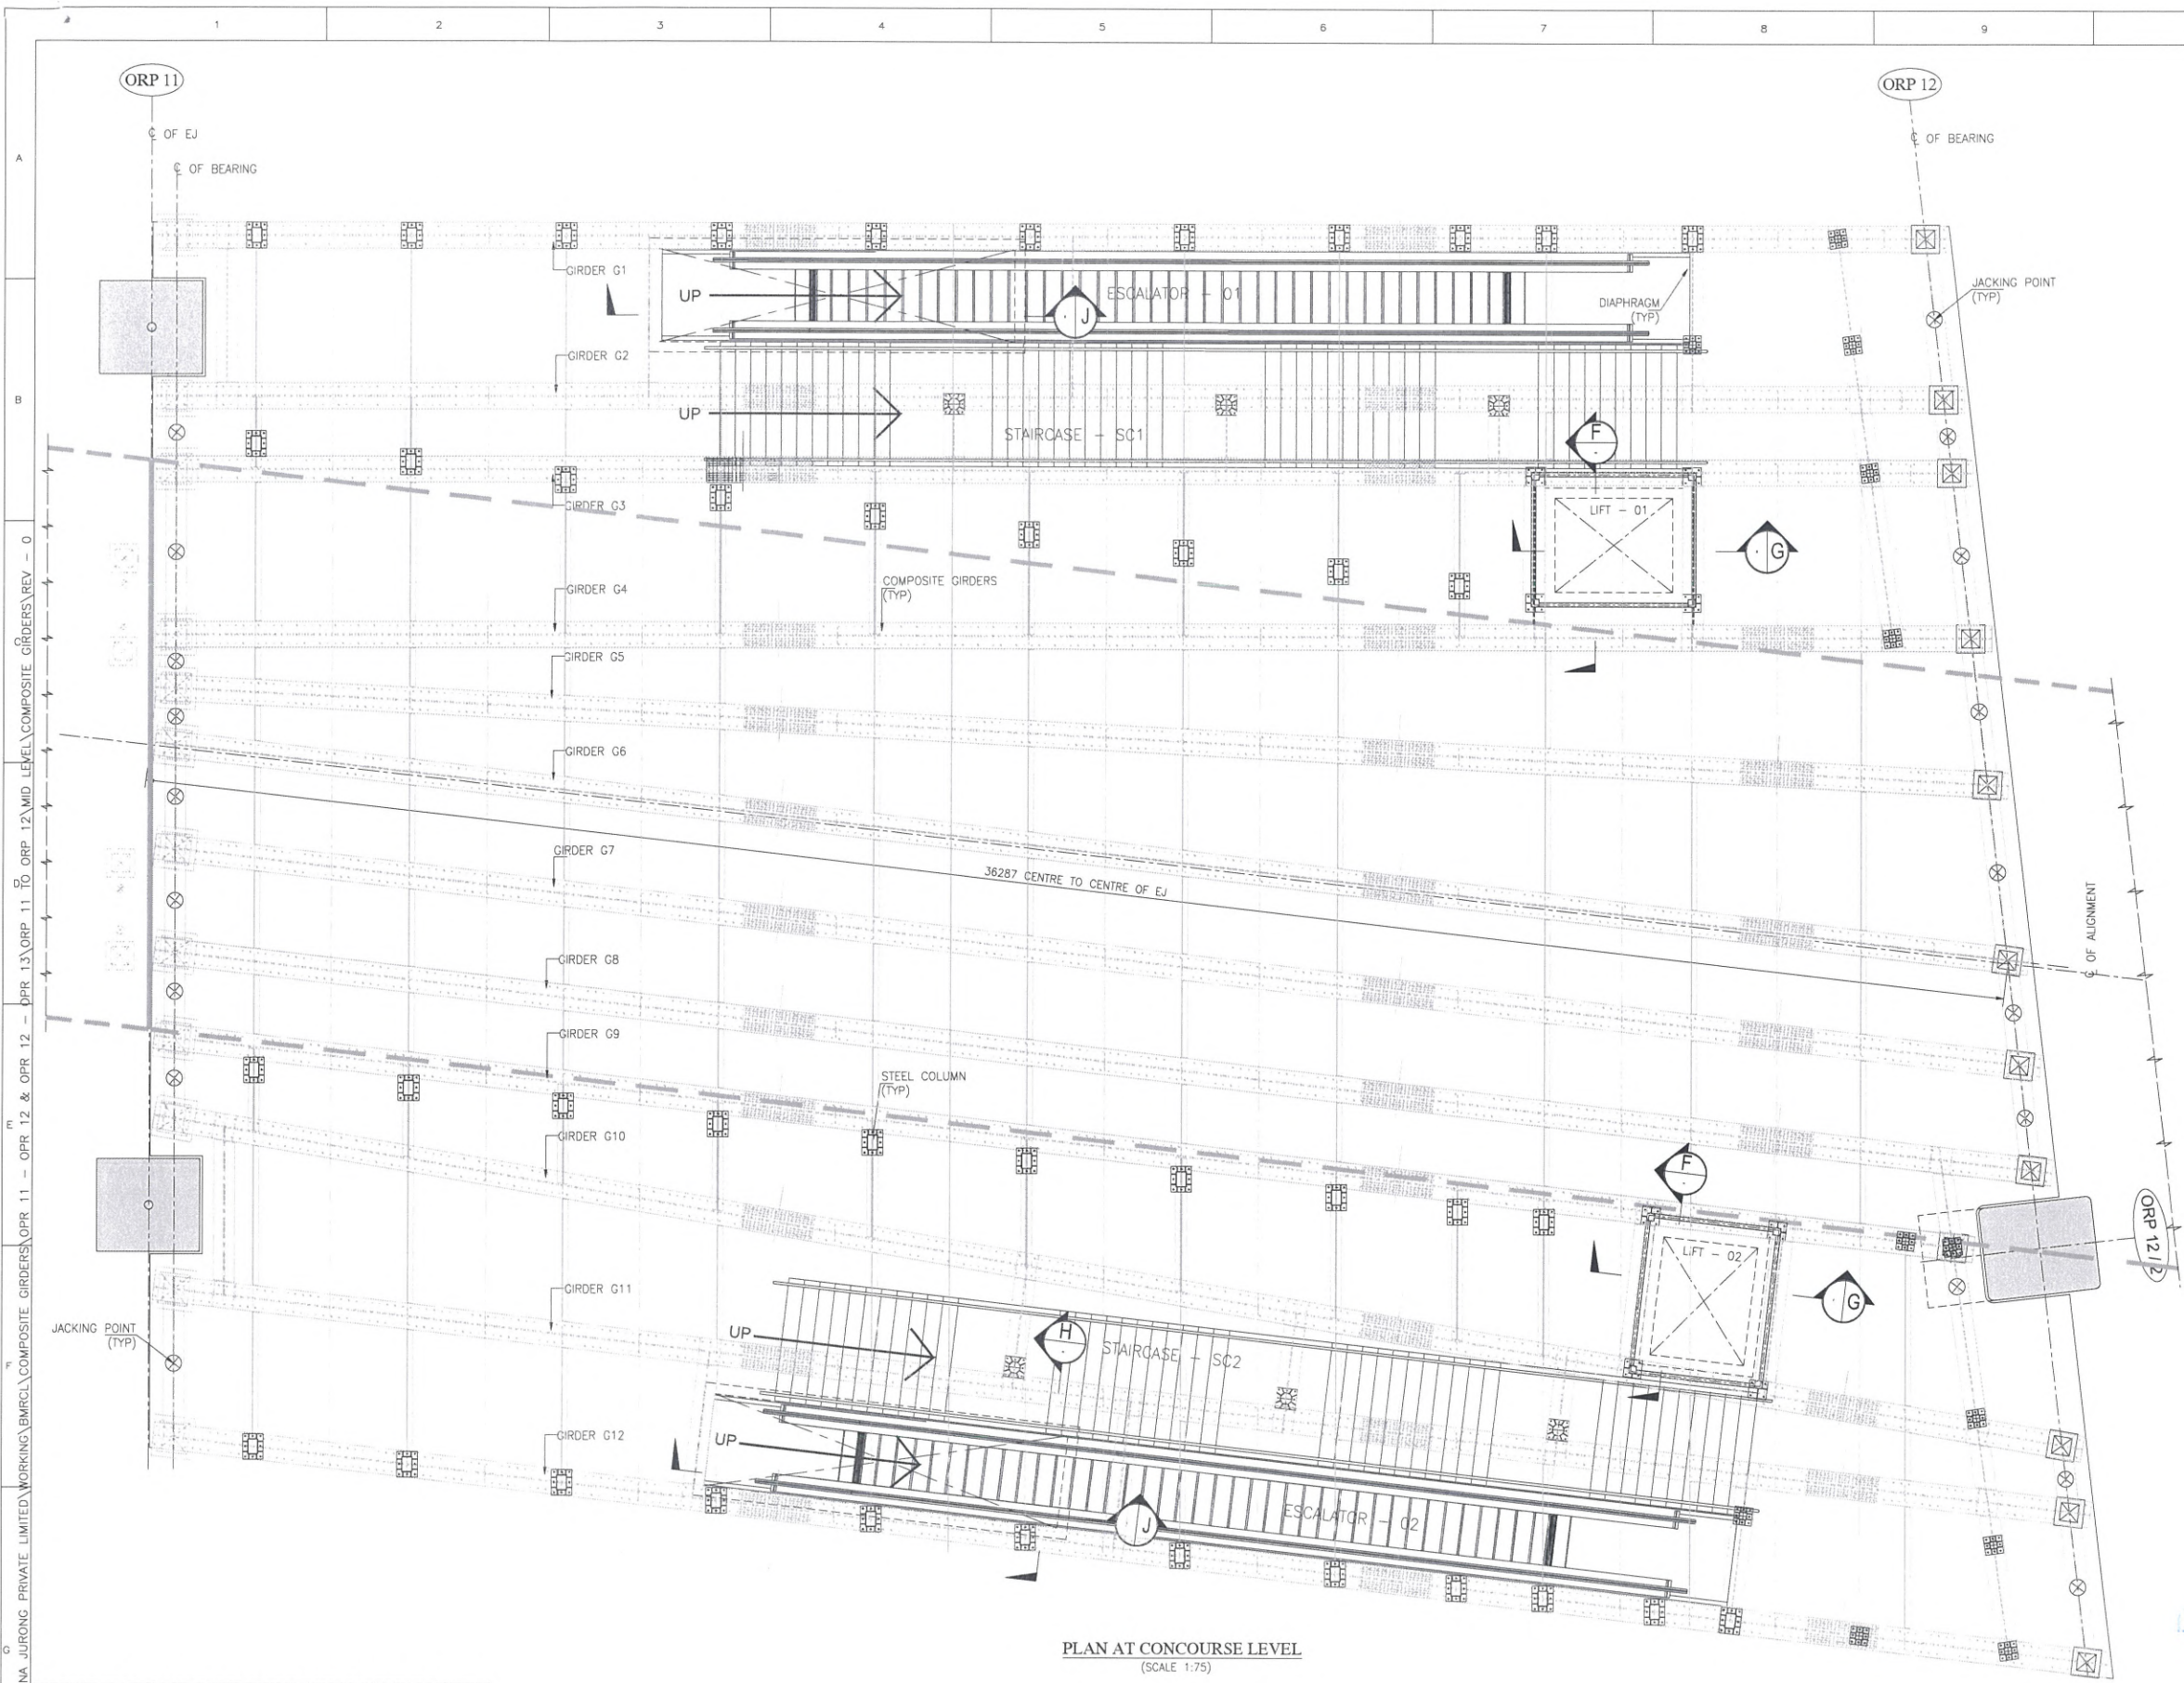 1 2 3 4 5 6 7 8 9
ORP 11
ORP 12
℄ OF EJ
℄ OF BEARING
℄ OF BEARING
A
GIRDER G1
UP
ESCALATOR - 01
J
DIAPHRAGM
(TYP)
JACKING POINT
(TYP)
GIRDER G2
B
UP
STAIRCASE - SC1
F
GIRDER G3
LIFT - 01
G
GIRDER G4
COMPOSITE GIRDERS
(TYP)
C
GIRDER G5
GIRDER G6
GIRDER G7
36287 CENTRE TO CENTRE OF EJ
D
℄ OF ALIGNMENT
GIRDER G8
GIRDER G9
STEEL COLUMN
(TYP)
E
GIRDER G10
F
LIFT - 02
ORP 12 /2
GIRDER G11
G
JACKING POINT
(TYP)
UP
H
STAIRCASE - SC2
F
GIRDER G12
UP
J
ESCALATOR - 02
G
PLAN AT CONCOURSE LEVEL
(SCALE 1:75)
NA JURONG PRIVATE LIMITED\WORKING\BMRCL\COMPOSITE GIRDERS\OPR 11 - OPR 12 & OPR 12 - OPR 13\ORP 11 TO ORP 12\MID LEVEL\COMPOSITE GIRDERS\REV - 0